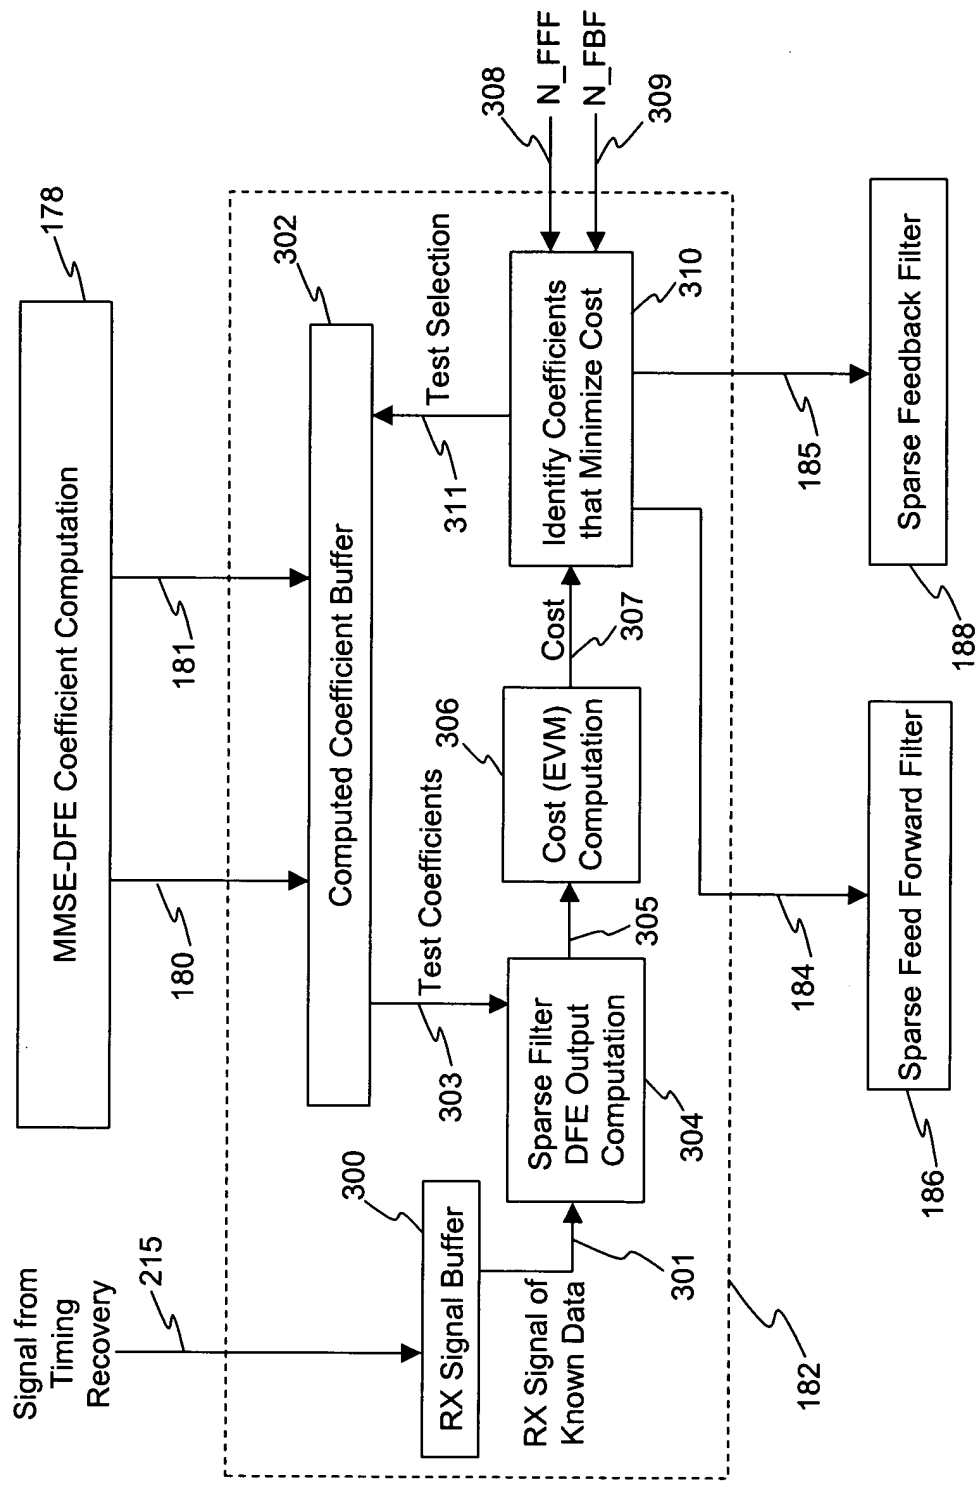 MMSE-DFE Coefficient Computation
178
Signal from
Timing
Recovery
215
180
181
302
Computed Coefficient Buffer
300
RX Signal Buffer
RX Signal of
Known Data
301
303
Test Coefficients
Sparse Filter
DFE Output
Computation
304
305
306
Cost (EVM)
Computation
Cost
307
311
Test Selection
Identify Coefficients
that Minimize Cost
310
308
N_FFF
N_FBF
309
182
184
185
Sparse Feed Forward Filter
186
Sparse Feedback Filter
188